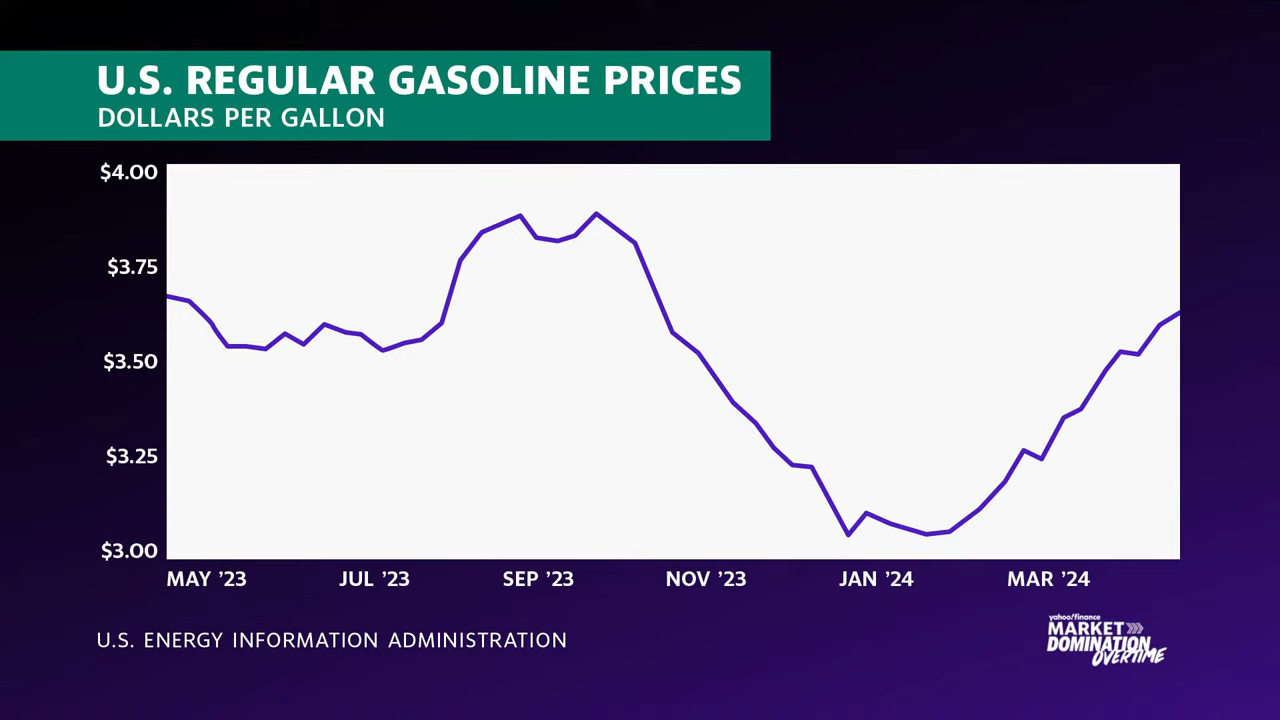 U.S. REGULAR GASOLINE PRICES
DOLLARS PER GALLON
$4.00
$3.75
$3.50
$3.25
$3.00
MAY ’23 JUL ’23 SEP ’23 NOV ’23 JAN ’24 MAR ’24
U.S. ENERGY INFORMATION ADMINISTRATION
yahoo!finance
MARKET
DOMINATION
OVERTIME